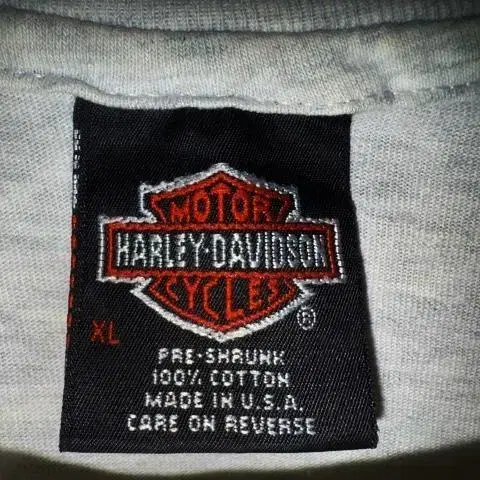 MOTOR
HARLEY-DAVIDSON
CYCLES
®
XL
PRE-SHRUNK
100% COTTON
MADE IN U.S.A.
CARE ON REVERSE